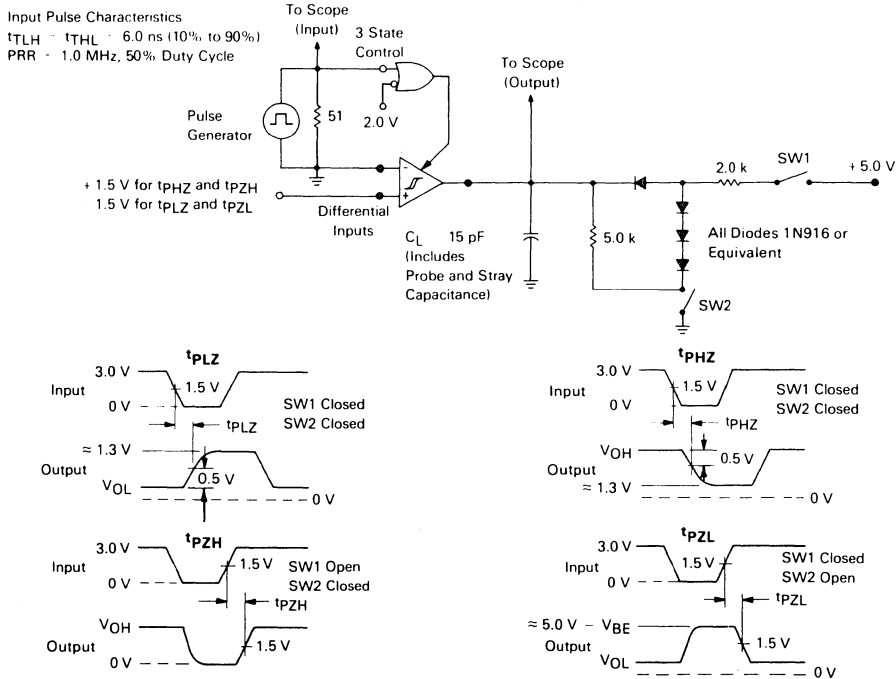 Input Pulse Characteristics
tTLH - tTHL - 6.0 ns (10% to 90%)
PRR - 1.0 MHz, 50% Duty Cycle
To Scope
(Input)
3 State
Control
To Scope
(Output)
Pulse
Generator
51
2.0 V
2.0 k
SW1
+ 5.0 V
-
+
+ 1.5 V for tPHZ and tPZH
1.5 V for tPLZ and tPZL
Differential
Inputs
CL 15 pF
(Includes
Probe and Stray
Capacitance)
5.0 k
All Diodes 1N916 or
Equivalent
SW2
tPLZ
3.0 V
Input
1.5 V
0 V
SW1 Closed
SW2 Closed
tPLZ
≈ 1.3 V
Output
0.5 V
VOL
0 V
tPHZ
3.0 V
Input
1.5 V
0 V
SW1 Closed
SW2 Closed
tPHZ
VOH
Output
0.5 V
≈ 1.3 V
0 V
tPZH
3.0 V
Input
1.5 V
0 V
SW1 Open
SW2 Closed
tPZH
VOH
Output
1.5 V
0 V
tPZL
3.0 V
Input
1.5 V
0 V
SW1 Closed
SW2 Open
tPZL
≈ 5.0 V - VBE
Output
1.5 V
VOL
0 V